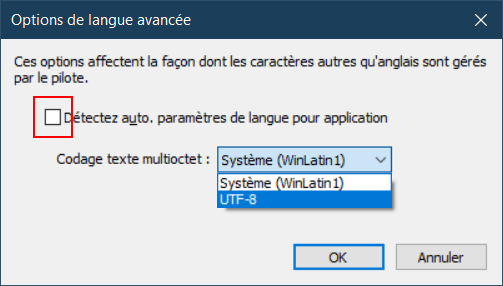 Options de langue avancée
Ces options affectent la façon dont les caractères autres qu'anglais sont gérés
par le pilote.
Détectez auto. paramètres de langue pour application
Codage texte multioctet : Système (WinLatin1)
Système (WinLatin1)
UTF-8
OK Annuler